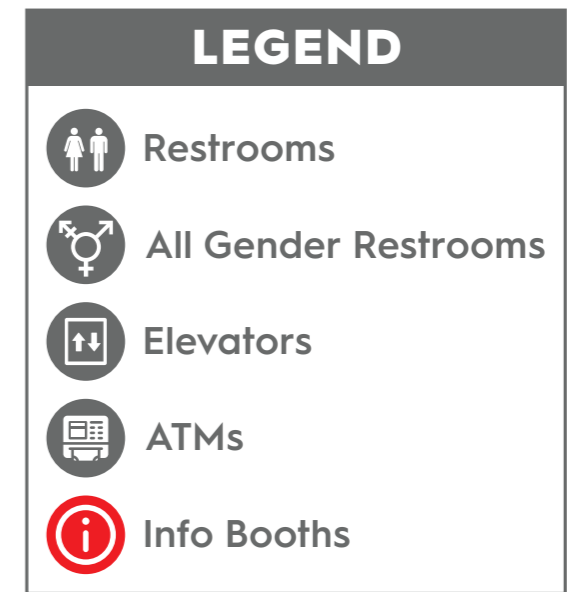 LEGEND
Restrooms
All Gender Restrooms
Elevators
ATMs
Info Booths